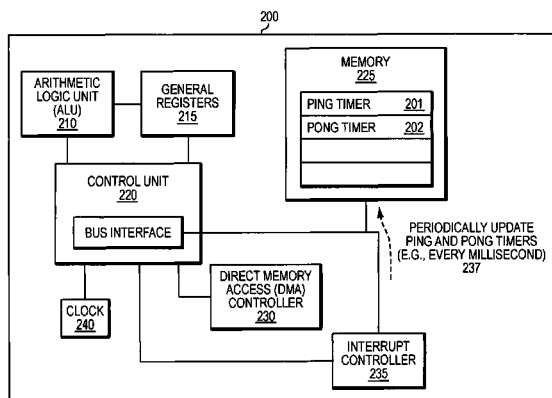 200
ARITHMETIC
LOGIC UNIT
(ALU)
210
GENERAL
REGISTERS
215
MEMORY
225
PING TIMER 201
PONG TIMER 202
CONTROL UNIT
220
BUS INTERFACE
PERIODICALLY UPDATE
PING AND PONG TIMERS
(E.G., EVERY MILLISECOND)
237
CLOCK
240
DIRECT MEMORY
ACCESS (DMA)
CONTROLLER
230
INTERRUPT
CONTROLLER
235